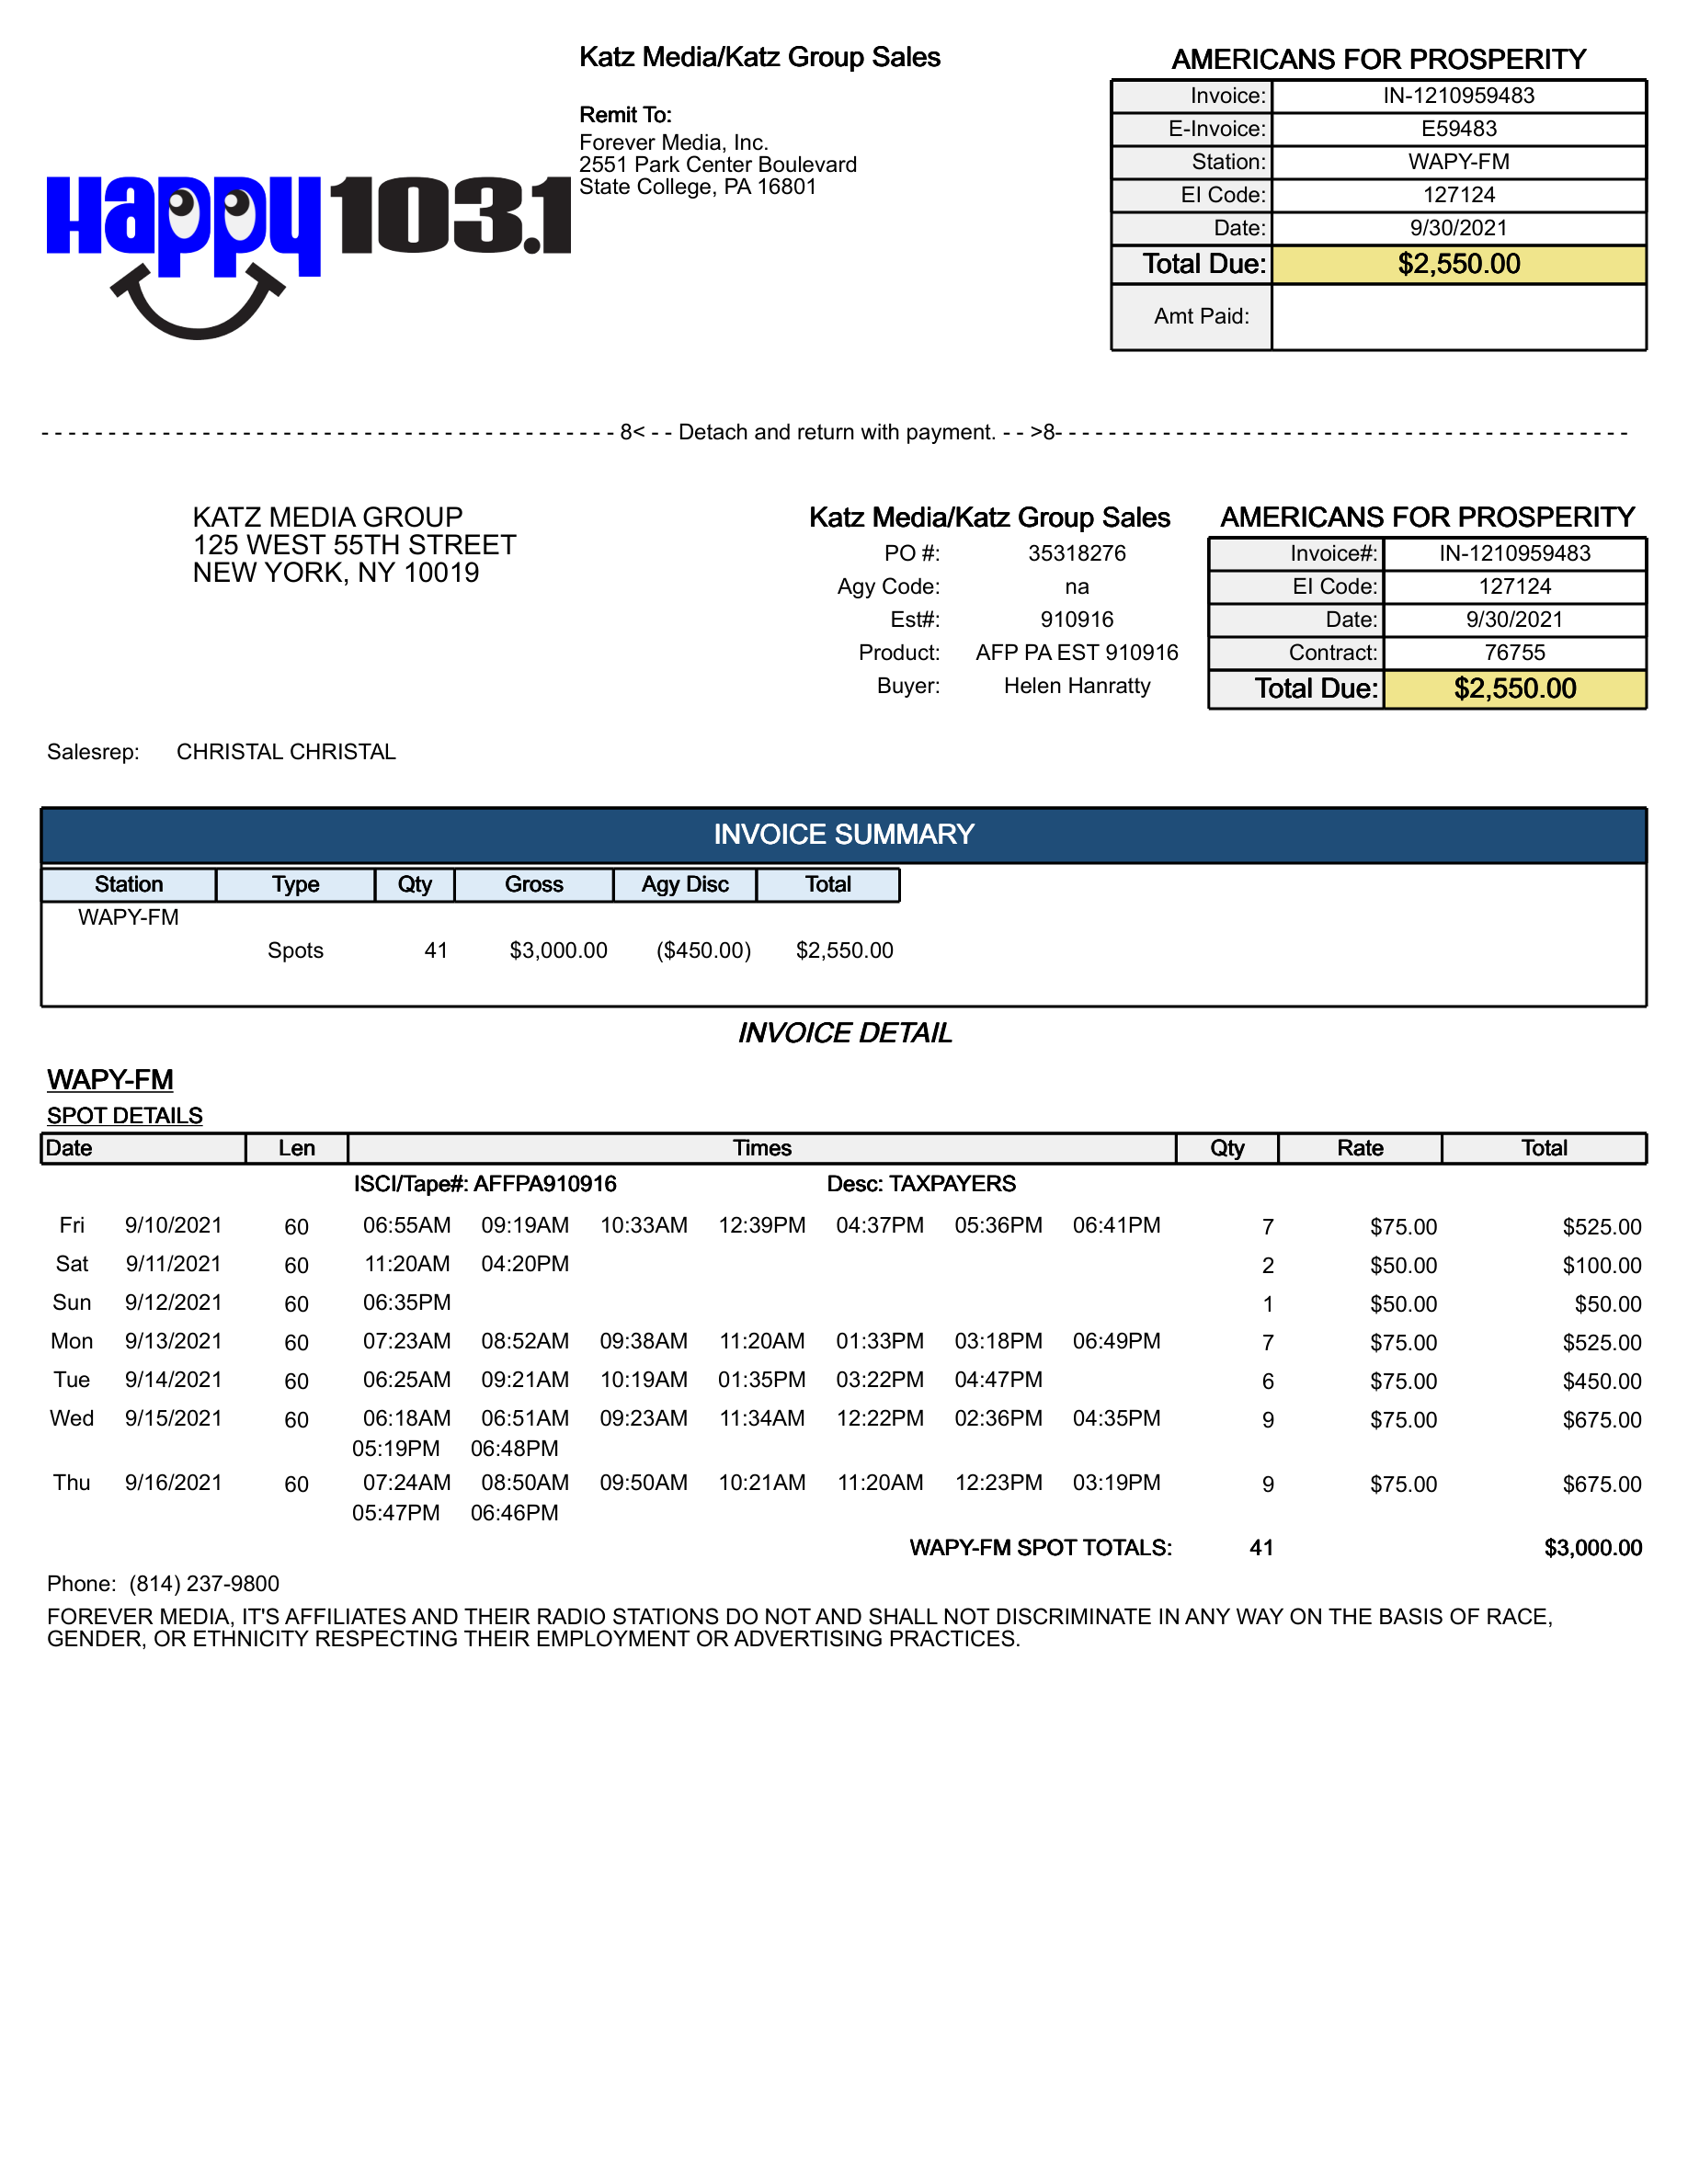 Happy 103.1
Katz Media/Katz Group Sales
Remit To:
Forever Media, Inc.
2551 Park Center Boulevard
State College, PA 16801
AMERICANS FOR PROSPERITY
Invoice: IN-1210959483
E-Invoice: E59483
Station: WAPY-FM
EI Code: 127124
Date: 9/30/2021
Total Due: $2,550.00
Amt Paid:
- - - - - - - - - - - - - - - - - - - - - - - - - - - - - - - - - - - - - - - - - - - 8< - - Detach and return with payment. - - >8- - - - - - - - - - - - - - - - - - - - - - - - - - - - - - - - - - - - - - - - - - -
KATZ MEDIA GROUP
125 WEST 55TH STREET
NEW YORK, NY 10019
Katz Media/Katz Group Sales
PO #: 35318276
Agy Code: na
Est#: 910916
Product: AFP PA EST 910916
Buyer: Helen Hanratty
AMERICANS FOR PROSPERITY
Invoice#: IN-1210959483
EI Code: 127124
Date: 9/30/2021
Contract: 76755
Total Due: $2,550.00
Salesrep: CHRISTAL CHRISTAL
INVOICE SUMMARY
Station Type Qty Gross Agy Disc Total
WAPY-FM
Spots 41 $3,000.00 ($450.00) $2,550.00
INVOICE DETAIL
WAPY-FM
SPOT DETAILS
Date Len Times Qty Rate Total
ISCI/Tape#: AFFPA910916 Desc: TAXPAYERS
Fri 9/10/2021 60 06:55AM 09:19AM 10:33AM 12:39PM 04:37PM 05:36PM 06:41PM 7 $75.00 $525.00
Sat 9/11/2021 60 11:20AM 04:20PM 2 $50.00 $100.00
Sun 9/12/2021 60 06:35PM 1 $50.00 $50.00
Mon 9/13/2021 60 07:23AM 08:52AM 09:38AM 11:20AM 01:33PM 03:18PM 06:49PM 7 $75.00 $525.00
Tue 9/14/2021 60 06:25AM 09:21AM 10:19AM 01:35PM 03:22PM 04:47PM 6 $75.00 $450.00
Wed 9/15/2021 60 06:18AM 06:51AM 09:23AM 11:34AM 12:22PM 02:36PM 04:35PM 9 $75.00 $675.00
05:19PM 06:48PM
Thu 9/16/2021 60 07:24AM 08:50AM 09:50AM 10:21AM 11:20AM 12:23PM 03:19PM 9 $75.00 $675.00
05:47PM 06:46PM
WAPY-FM SPOT TOTALS: 41 $3,000.00
Phone: (814) 237-9800
FOREVER MEDIA, IT'S AFFILIATES AND THEIR RADIO STATIONS DO NOT AND SHALL NOT DISCRIMINATE IN ANY WAY ON THE BASIS OF RACE,
GENDER, OR ETHNICITY RESPECTING THEIR EMPLOYMENT OR ADVERTISING PRACTICES.